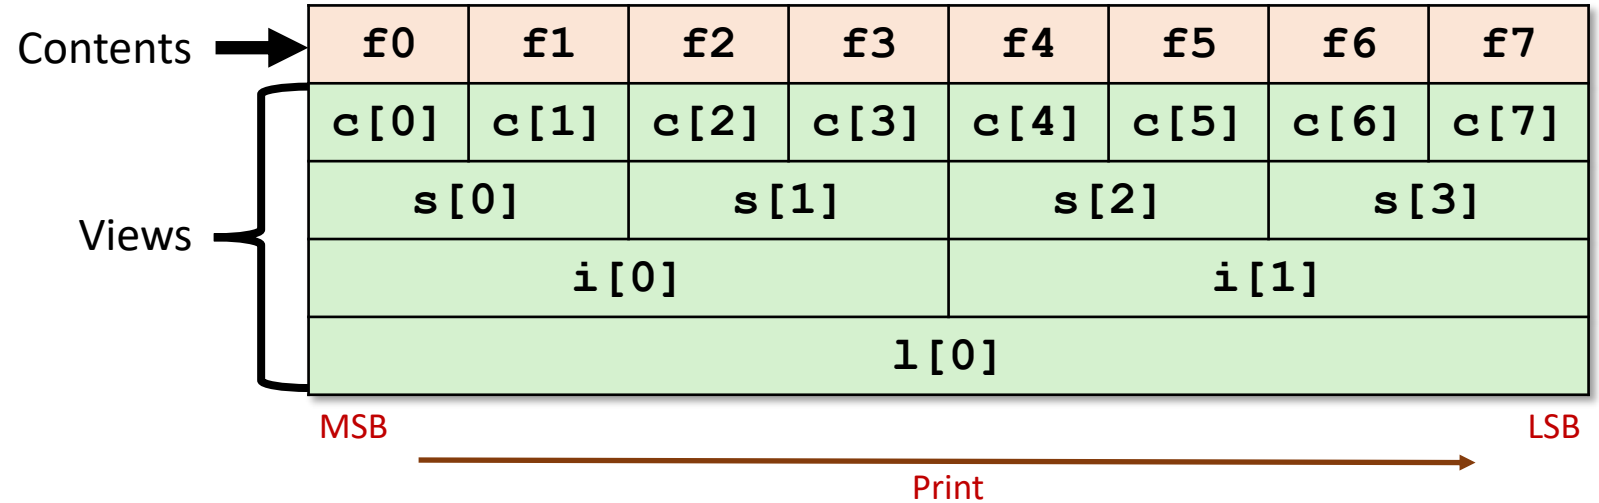 Contents f0 f1 f2 f3 f4 f5 f6 f7
c[0] c[1] c[2] c[3] c[4] c[5] c[6] c[7]
s[0] s[1] s[2] s[3]
Views
i[0] i[1]
l[0]
MSB LSB
Print